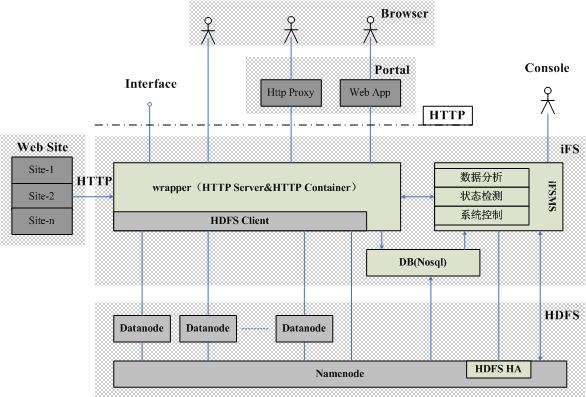 Browser
Portal
Console
Interface
Http Proxy
Web App
HTTP
Web Site
iFS
Site-1
HTTP
Site-2
Site-n
wrapper（HTTP Server&HTTP Container）
HDFS Client
数据分析
状态检测
系统控制
iFSMS
DB(Nosql)
HDFS
Datanode
Datanode
Datanode
HDFS HA
Namenode